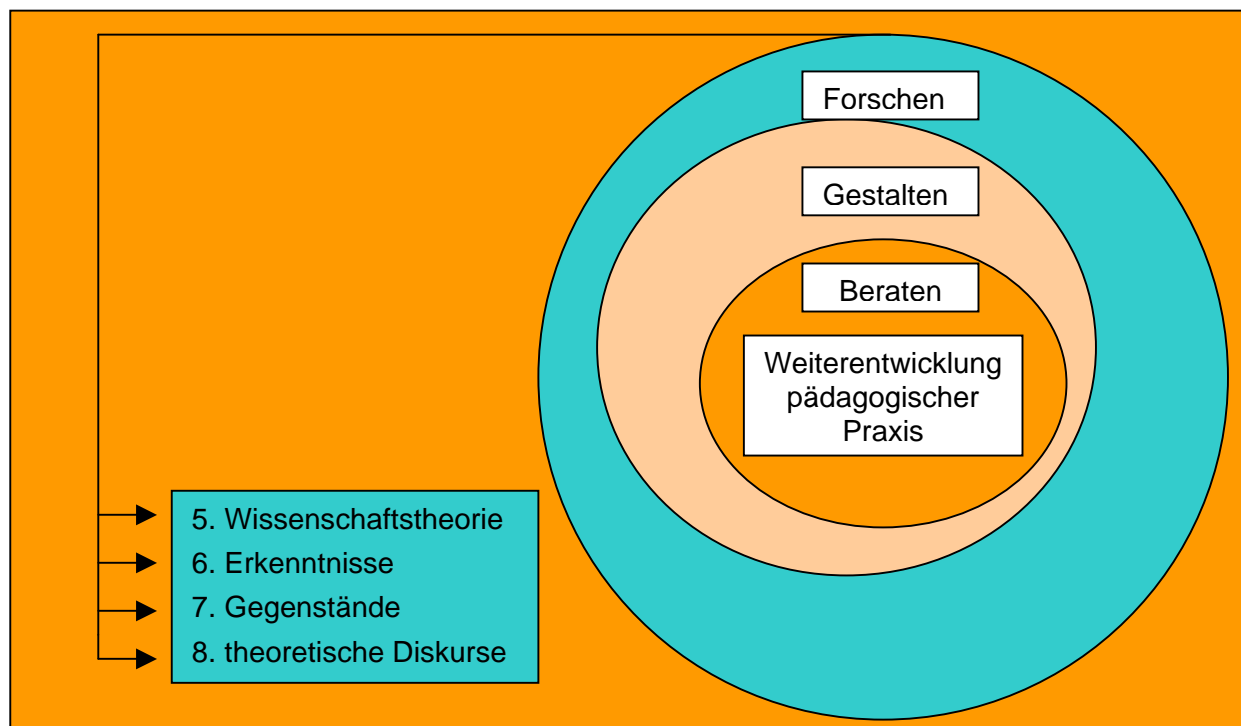 Forschen
Gestalten
Beraten
Weiterentwicklung
pädagogischer
Praxis
5. Wissenschaftstheorie
6. Erkenntnisse
7. Gegenstände
8. theoretische Diskurse